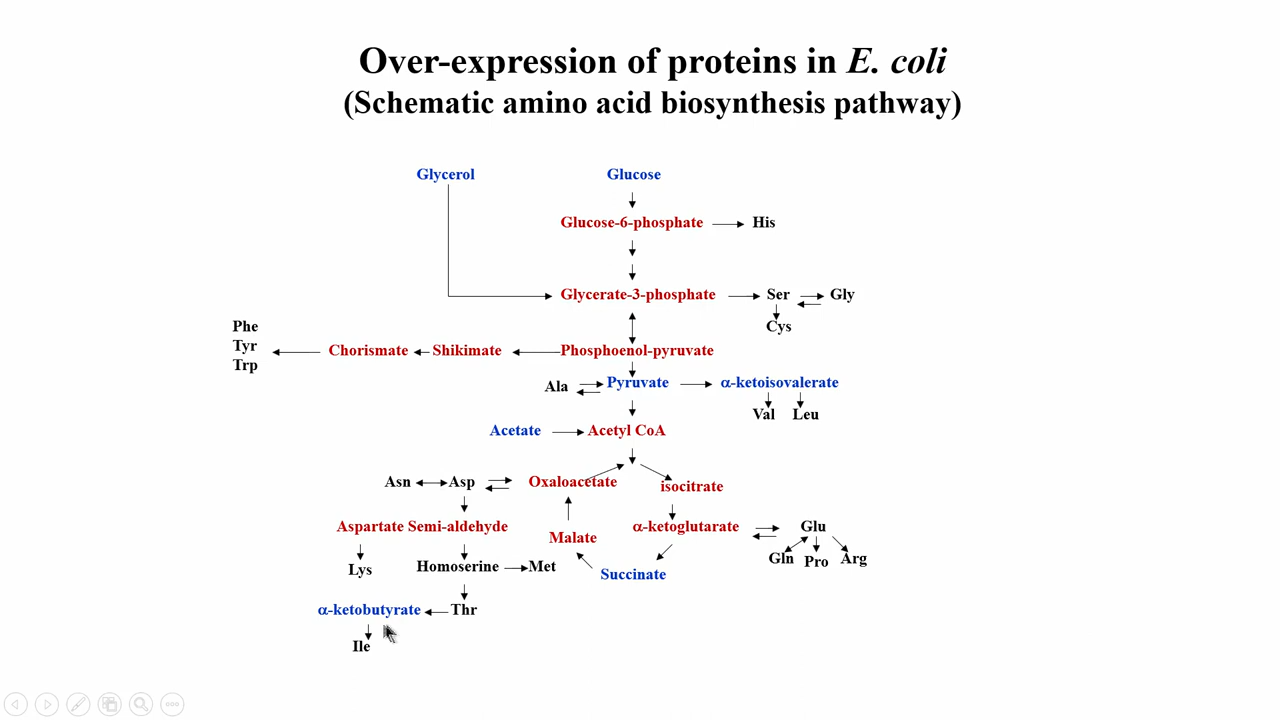 Over-expression of proteins in E. coli
(Schematic amino acid biosynthesis pathway)
Glycerol
Glucose
Glucose-6-phosphate
His
Glycerate-3-phosphate
Ser
Gly
Cys
Phe
Tyr
Trp
Chorismate
Shikimate
Phosphoenol-pyruvate
Ala
Pyruvate
α-ketoisovalerate
Val
Leu
Acetate
Acetyl CoA
Asn
Asp
Oxaloacetate
isocitrate
Aspartate Semi-aldehyde
Malate
α-ketoglutarate
Glu
Gln
Pro
Arg
Lys
Homoserine
Met
Succinate
α-ketobutyrate
Thr
Ile